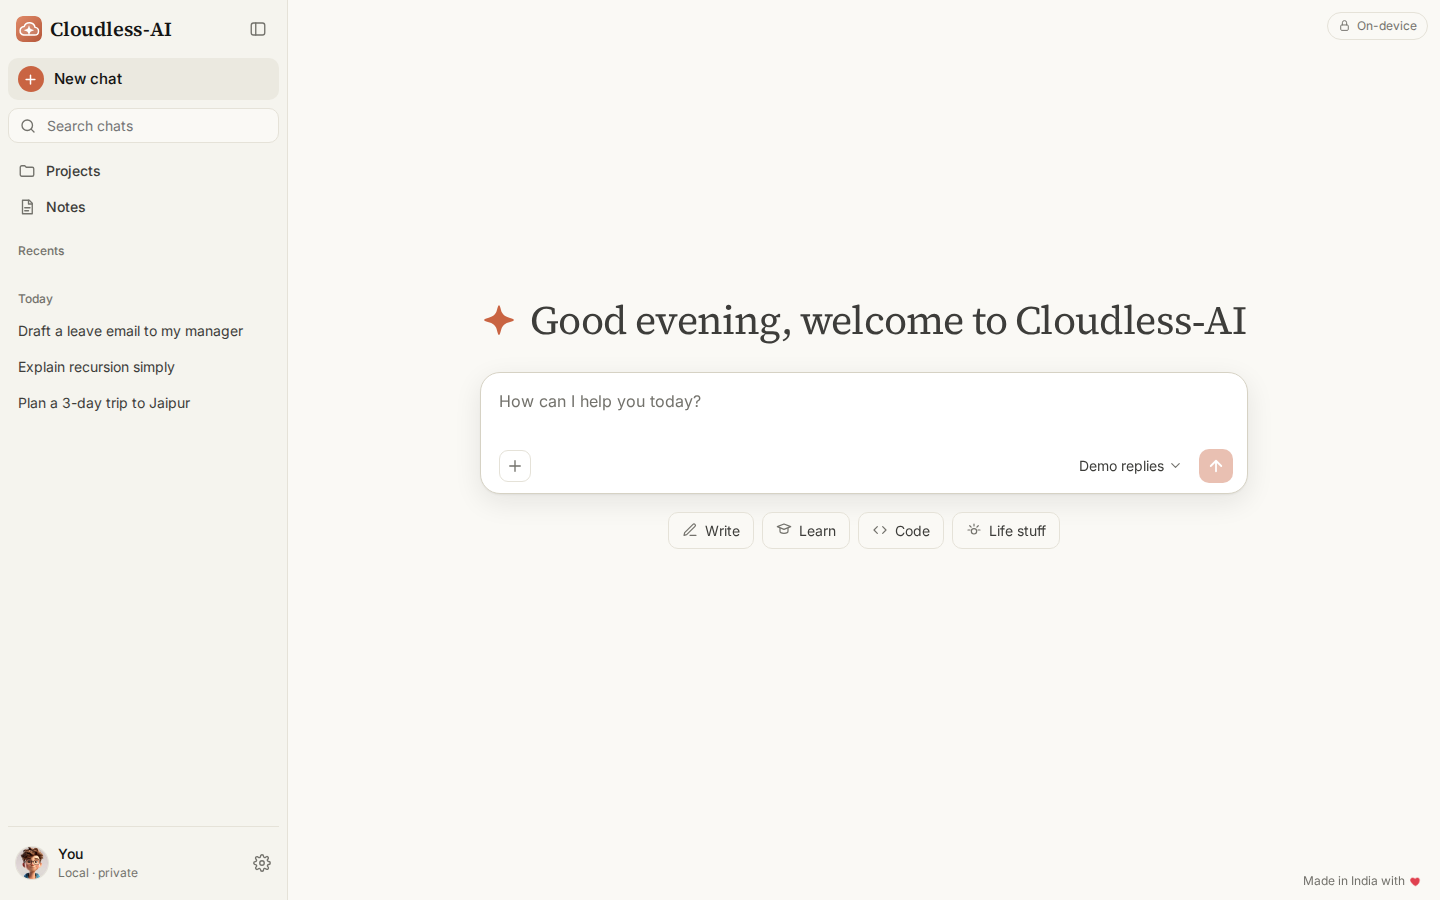 Cloudless-AI
New chat
Search chats
Projects
Notes
Recents
Today
Draft a leave email to my manager
Explain recursion simply
Plan a 3-day trip to Jaipur
You
Local · private
On-device
Good evening, welcome to Cloudless-AI
How can I help you today?
Demo replies
Write
Learn
Code
Life stuff
Made in India with